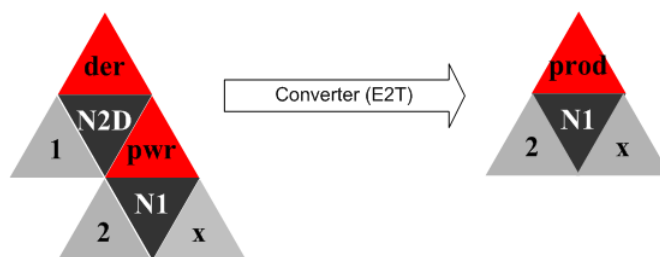 der
N2D
1
pwr
N1
2
x
Converter (E2T)
prod
N1
2
x